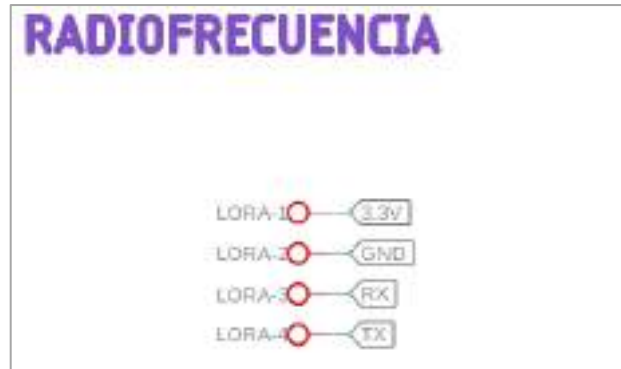 RADIOFRECUENCIA
LORA-1 3.3V
LORA-2 GND
LORA-3 RX
LORA-4 TX